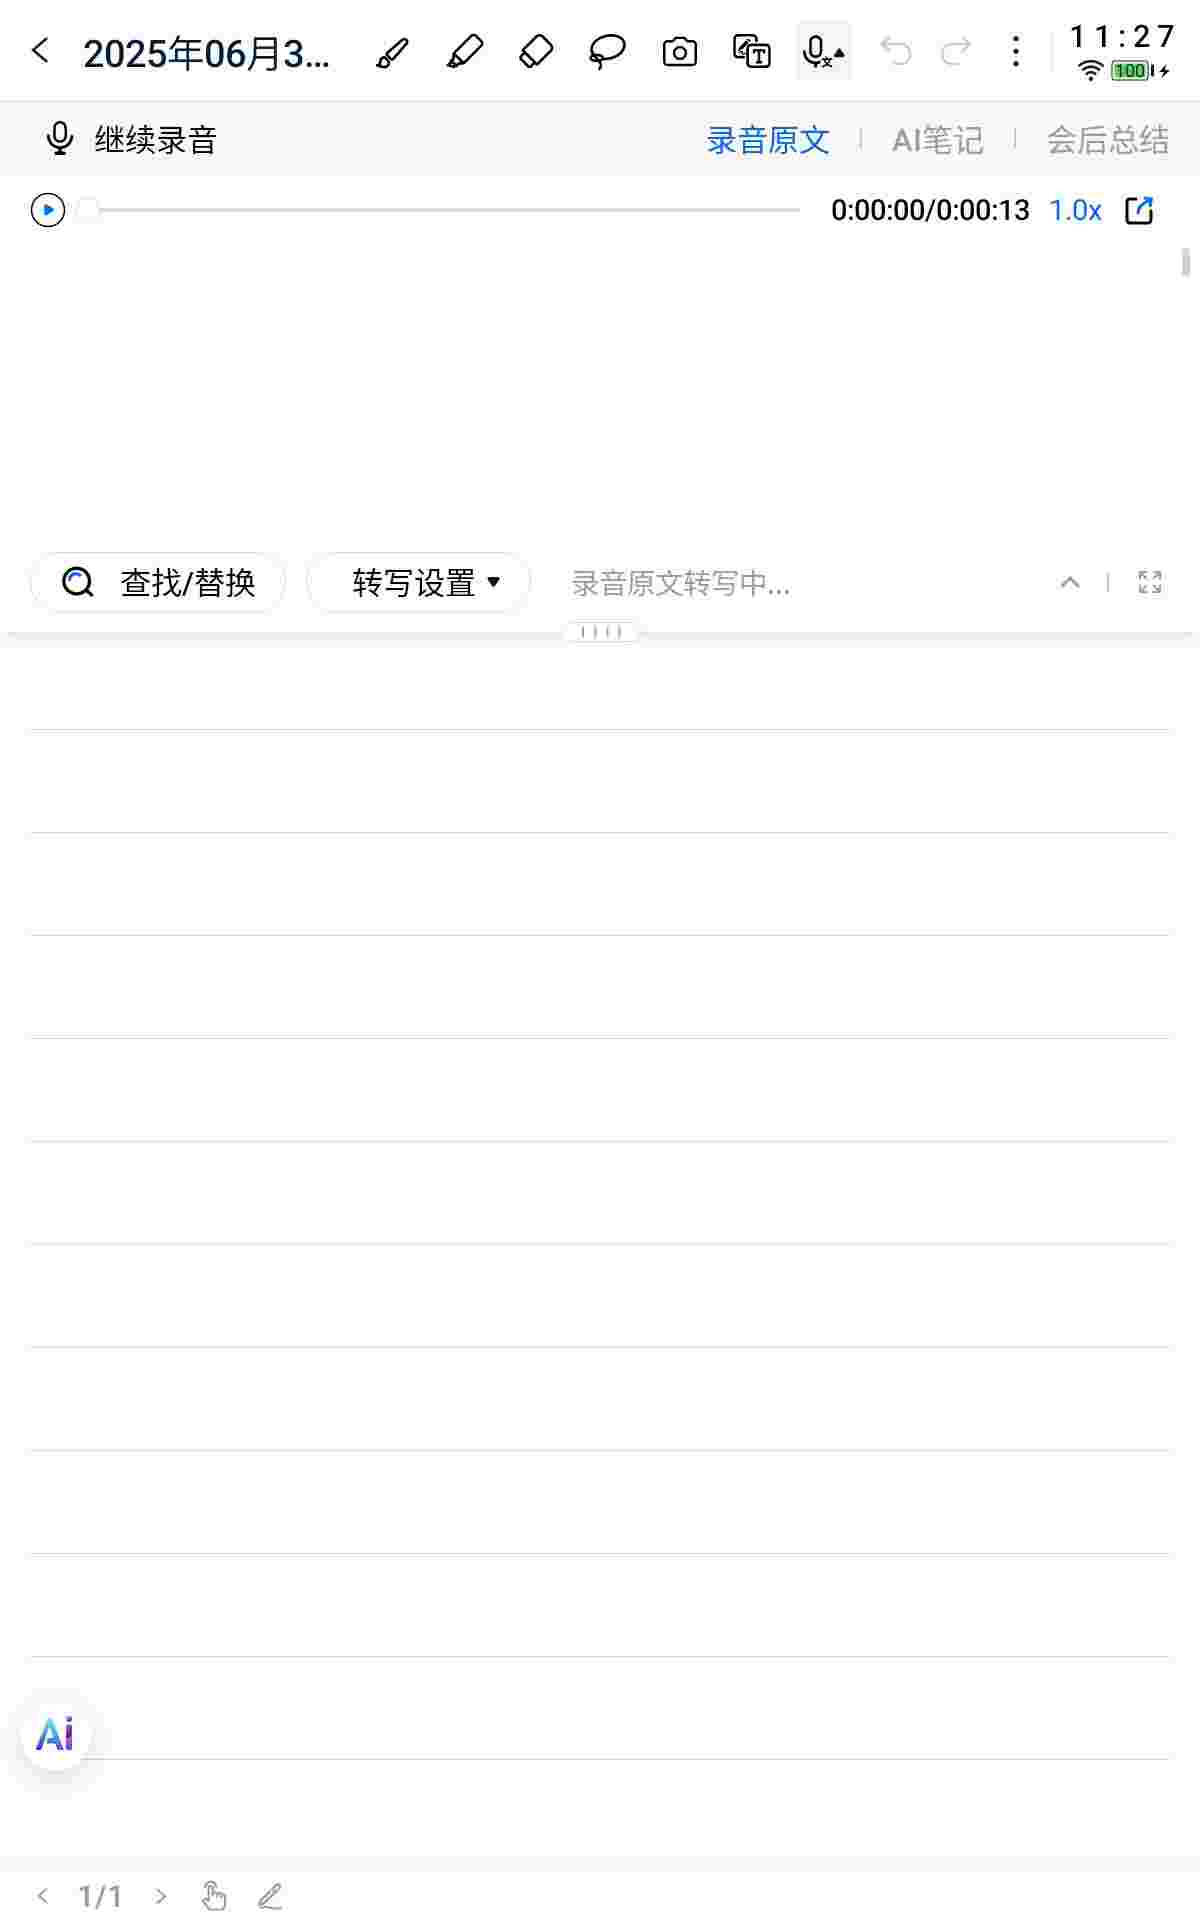 2025年06月3... 11:27
100
继续录音 录音原文 AI笔记 会后总结
0:00:00/0:00:13 1.0x
查找/替换 转写设置 录音原文转写中...
Ai
1/1